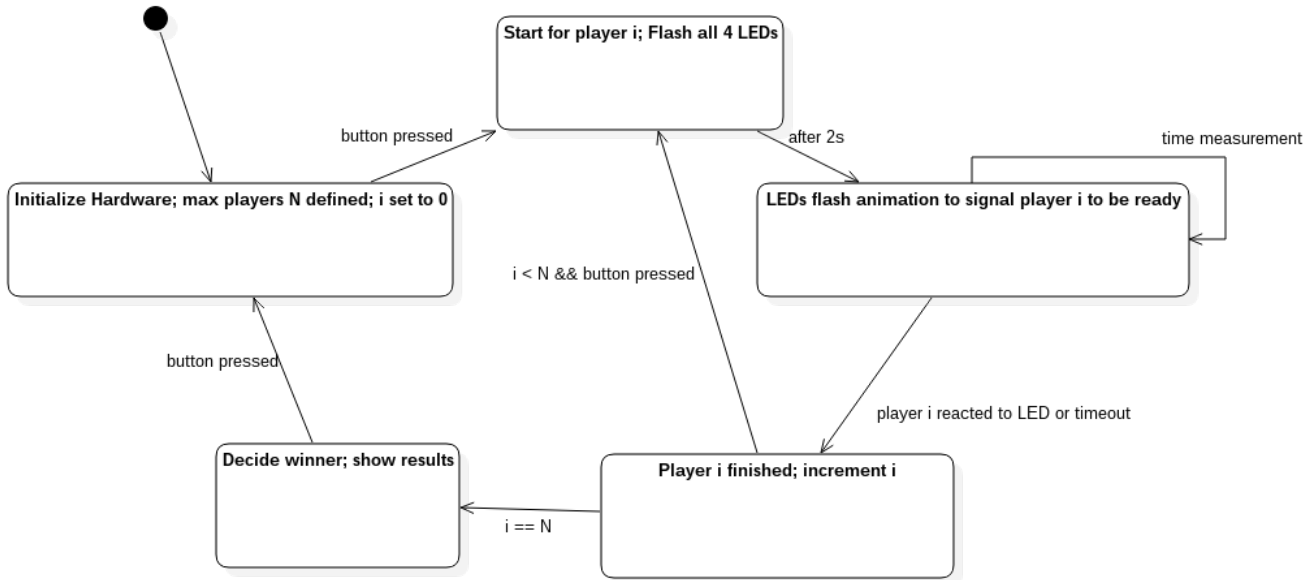 Start for player i; Flash all 4 LEDs
button pressed
after 2s
time measurement
Initialize Hardware; max players N defined; i set to 0
LEDs flash animation to signal player i to be ready
i < N && button pressed
button pressed
player i reacted to LED or timeout
Decide winner; show results
Player i finished; increment i
i == N